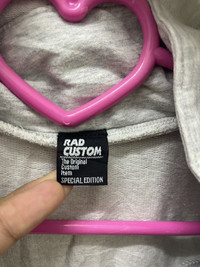 RAD
CUSTOM
The Original
Custom
Item
SPECIAL EDITION